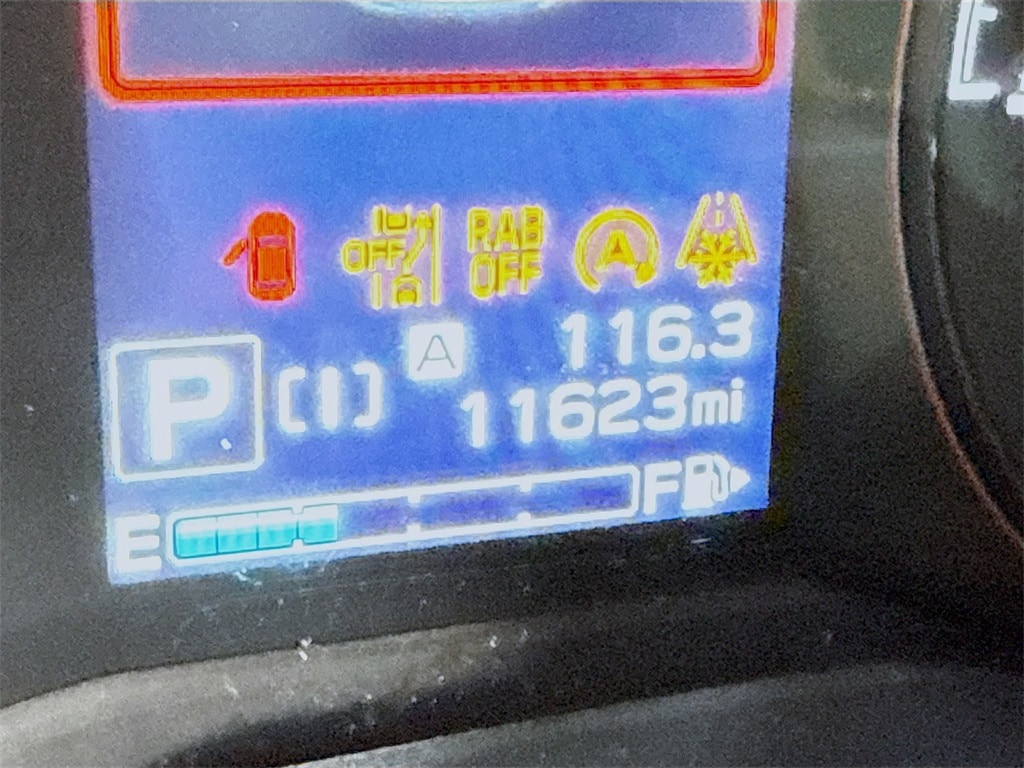 OFF RAB OFF A
P [I] A 116.3
11623mi
E F